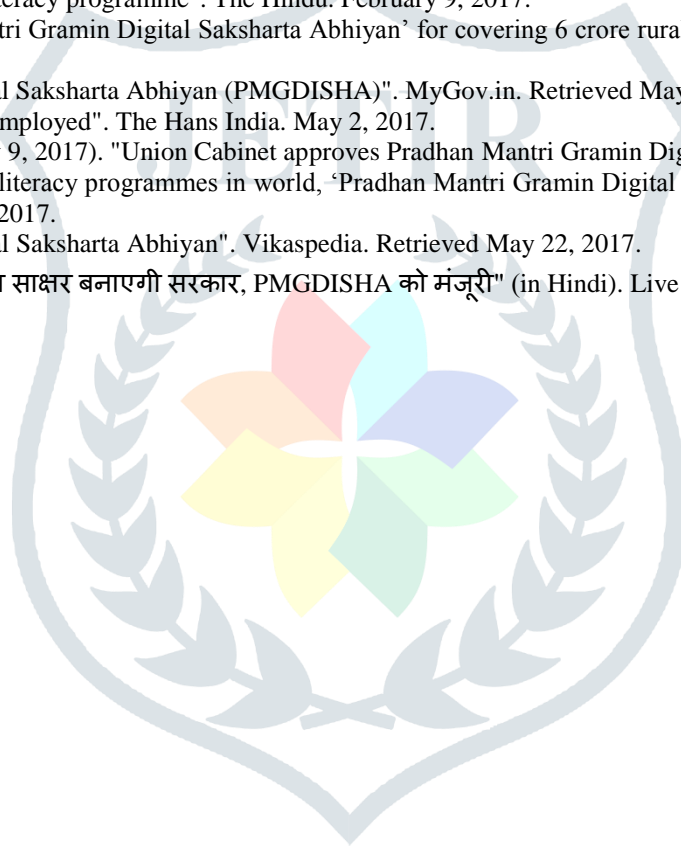 eracy programme". The Hindu. February 9, 2017.
tri Gramin Digital Saksharta Abhiyan’ for covering 6 crore rural
l Saksharta Abhiyan (PMGDISHA)". MyGov.in. Retrieved May
mployed". The Hans India. May 2, 2017.
9, 2017). "Union Cabinet approves Pradhan Mantri Gramin Dig
literacy programmes in world, ‘Pradhan Mantri Gramin Digital
2017.
l Saksharta Abhiyan". Vikaspedia. Retrieved May 22, 2017.
साक्षर बनाएगी सरकार, PMGDISHA को मंजूरी" (in Hindi). Live
JETIR